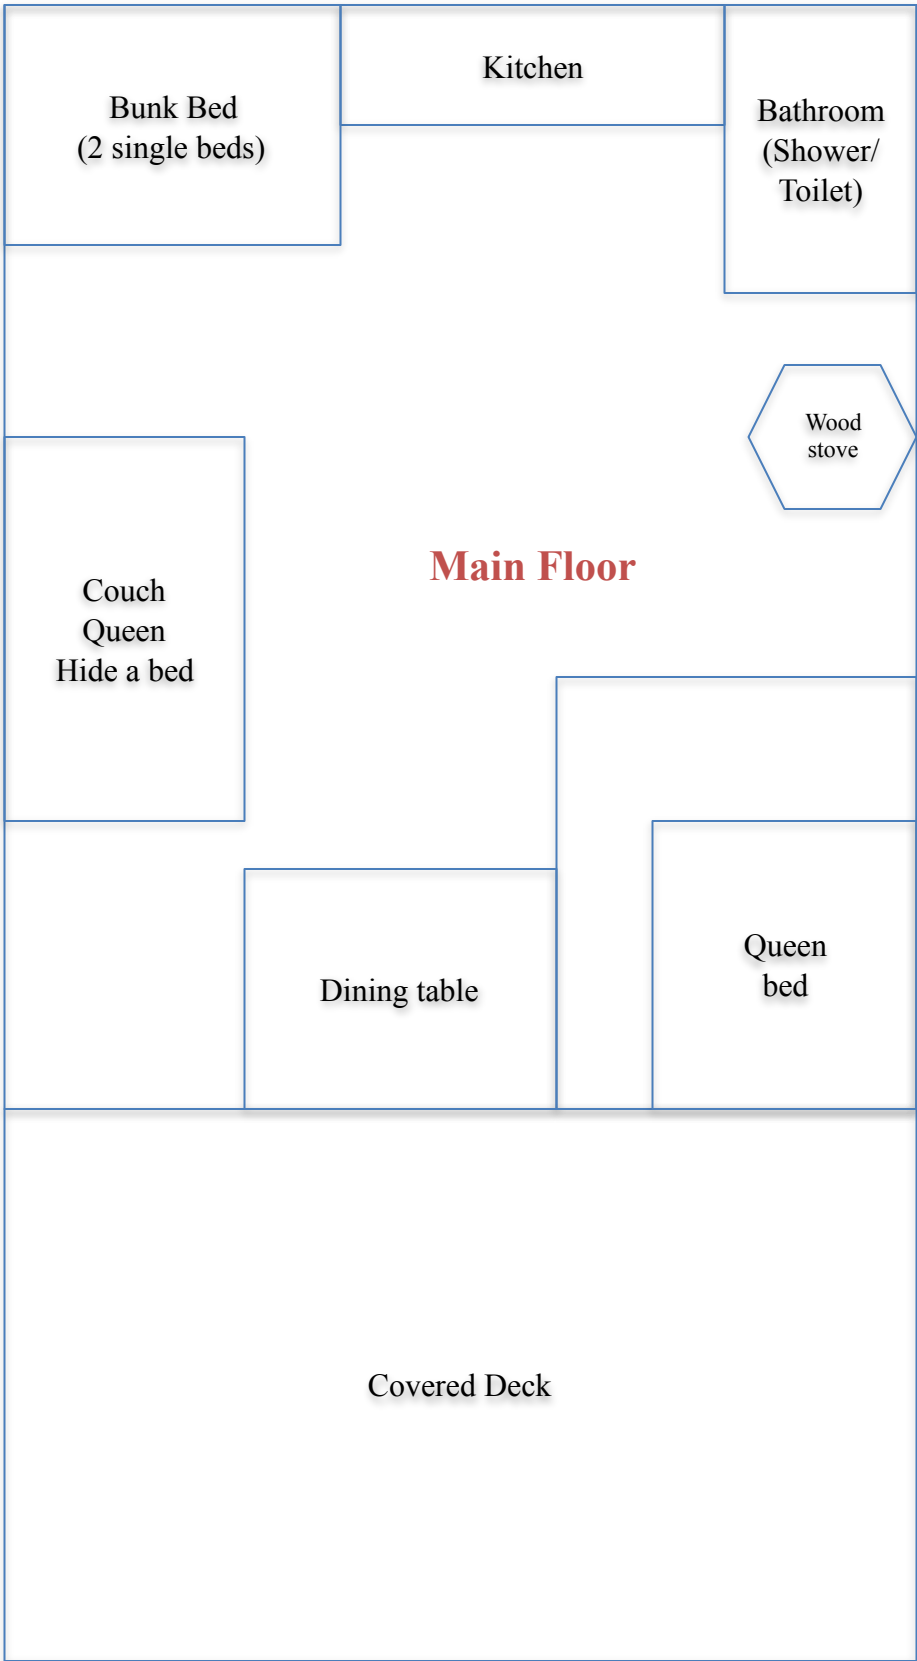 Bunk Bed
(2 single beds)
Kitchen
Bathroom
(Shower/
Toilet)
Wood
stove
Main Floor
Couch
Queen
Hide a bed
Queen
bed
Dining table
Covered Deck